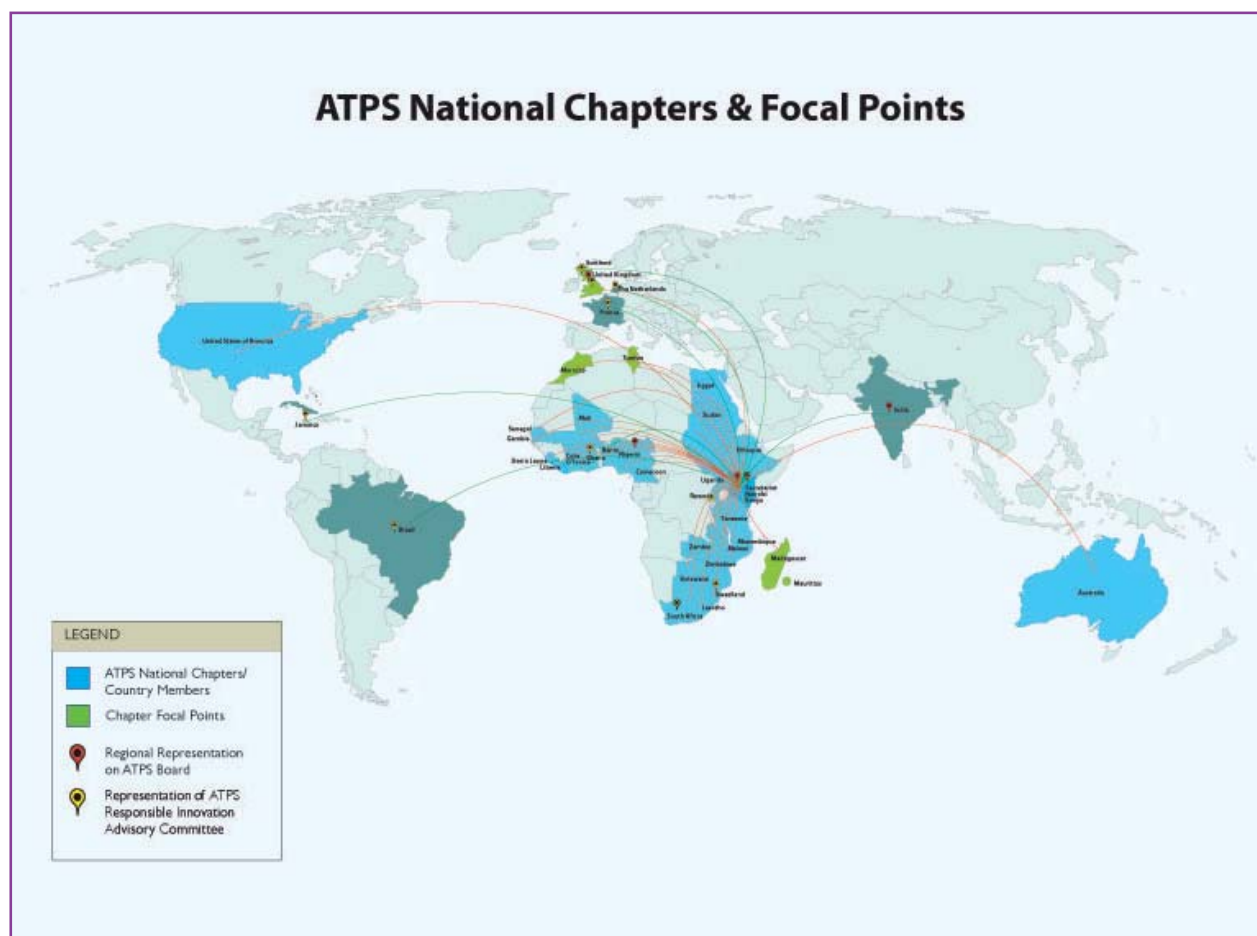 ATPS National Chapters & Focal Points
Scotland
United Kingdom
The Netherlands
France
United States of America
Morocco
Tunisia
Egypt
Jamaica
Mali
Sudan
India
Senegal
Gambia
Benin
Ghana
Nigeria
Ethiopia
Sierra Leone
Liberia
Cameroon
Uganda
Nairobi
Kenya
Rwanda
Brazil
Tanzania
Mozambique
Zambia
Malawi
Madagascar
Zimbabwe
Mauritius
Botswana
Swaziland
Australia
Lesotho
South Africa
LEGEND
ATPS National Chapters/
Country Members
Chapter Focal Points
Regional Representation
on ATPS Board
Representation of ATPS
Responsible Innovation
Advisory Committee